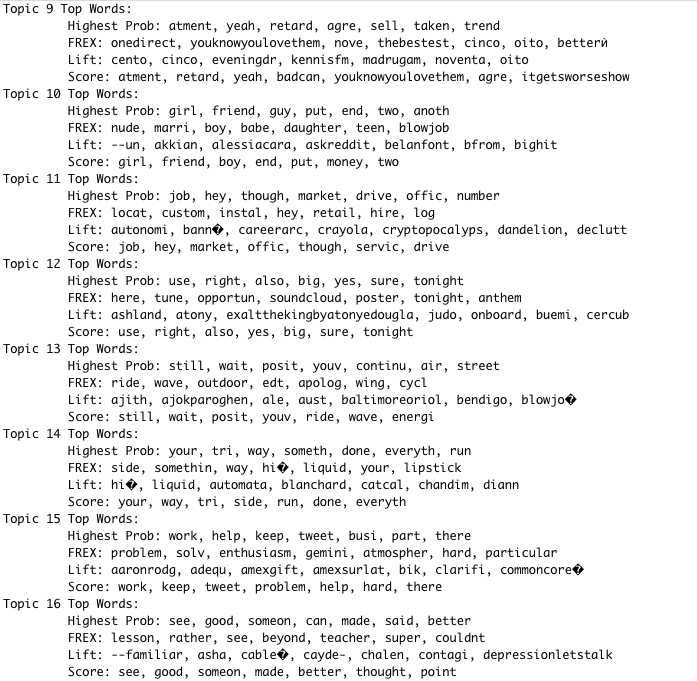 Topic 9 Top Words:
Highest Prob: atment, yeah, retard, agre, sell, taken, trend
FREX: onedirect, youknowyoulovethem, nove, thebestest, cinco, oito, betterѝ
Lift: cento, cinco, eveningdr, kennisfm, madrugam, noventa, oito
Score: atment, retard, yeah, badcan, youknowyoulovethem, agre, itgetsworseshow
Topic 10 Top Words:
Highest Prob: girl, friend, guy, put, end, two, anoth
FREX: nude, marri, boy, babe, daughter, teen, blowjob
Lift: --un, akkian, alessiacara, askreddit, belanfont, bfrom, bighit
Score: girl, friend, boy, end, put, money, two
Topic 11 Top Words:
Highest Prob: job, hey, though, market, drive, offic, number
FREX: locat, custom, instal, hey, retail, hire, log
Lift: autonomi, bann�, careerarc, crayola, cryptopocalyps, dandelion, declutt
Score: job, hey, market, offic, though, servic, drive
Topic 12 Top Words:
Highest Prob: use, right, also, big, yes, sure, tonight
FREX: here, tune, opportun, soundcloud, poster, tonight, anthem
Lift: ashland, atony, exaltthekingbyatonyedougla, judo, onboard, buemi, cercub
Score: use, right, also, yes, big, sure, tonight
Topic 13 Top Words:
Highest Prob: still, wait, posit, youv, continu, air, street
FREX: ride, wave, outdoor, edt, apolog, wing, cycl
Lift: ajith, ajokparoghen, ale, aust, baltimoreoriol, bendigo, blowjo�
Score: still, wait, posit, youv, ride, wave, energi
Topic 14 Top Words:
Highest Prob: your, tri, way, someth, done, everyth, run
FREX: side, somethin, way, hi�, liquid, your, lipstick
Lift: hi�, liquid, automata, blanchard, catcal, chandim, diann
Score: your, way, tri, side, run, done, everyth
Topic 15 Top Words:
Highest Prob: work, help, keep, tweet, busi, part, there
FREX: problem, solv, enthusiasm, gemini, atmospher, hard, particular
Lift: aaronrodg, adequ, amexgift, amexsurlat, bik, clarifi, commoncore�
Score: work, keep, tweet, problem, help, hard, there
Topic 16 Top Words:
Highest Prob: see, good, someon, can, made, said, better
FREX: lesson, rather, see, beyond, teacher, super, couldnt
Lift: --familiar, asha, cable�, cayde-, chalen, contagi, depressionletstalk
Score: see, good, someon, made, better, thought, point